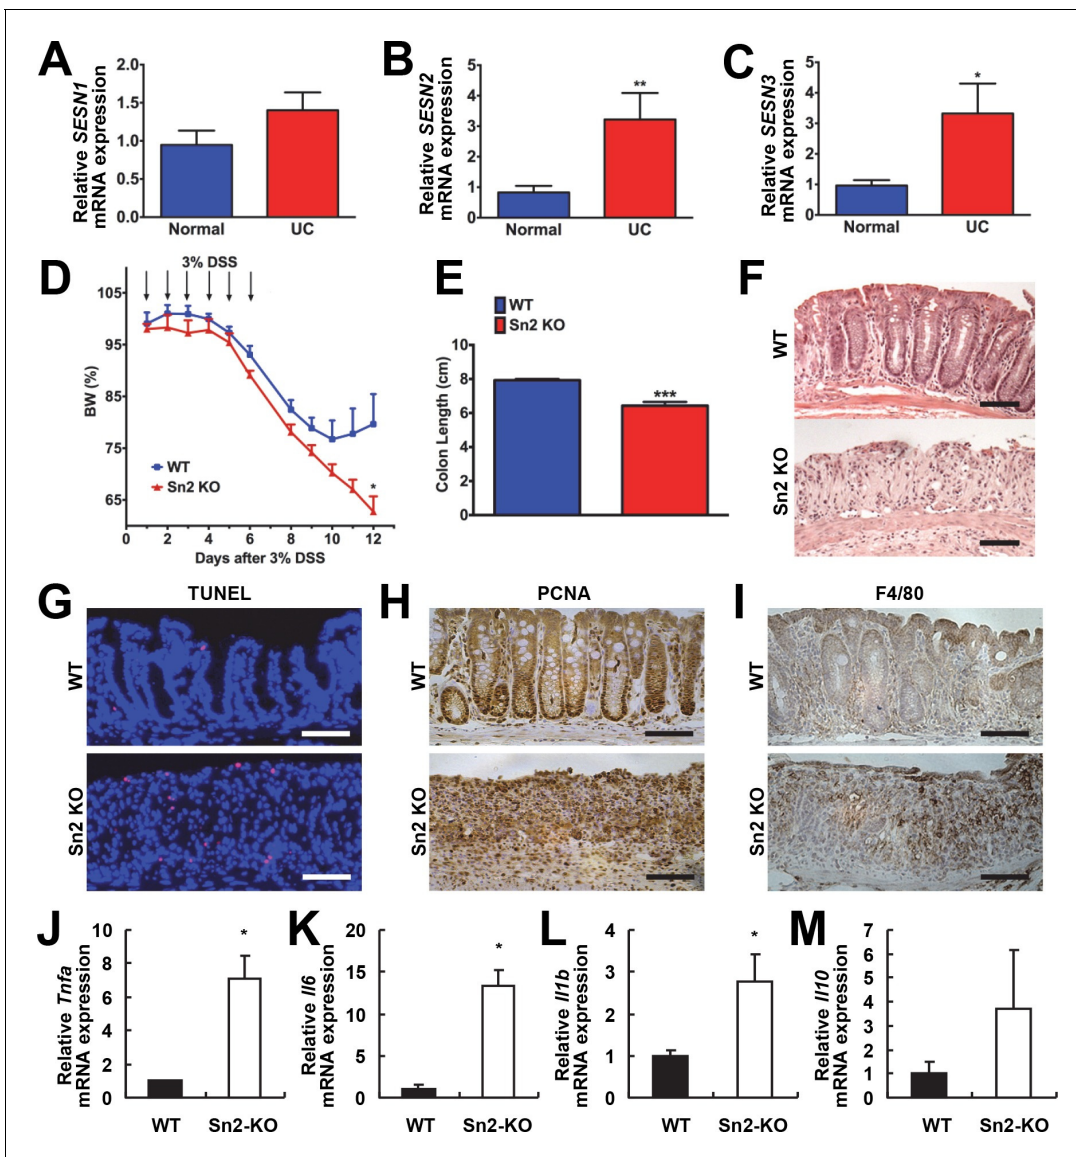 A
Relative SESN1
mRNA expression
2.0
1.5
1.0
0.5
0.0
Normal
UC
B
Relative SESN2
mRNA expression
5
4
3
2
1
0
**
Normal
UC
C
Relative SESN3
mRNA expression
5
4
3
2
1
0
*
Normal
UC
D
3% DSS
BW (%)
105
95
85
75
65
WT
Sn2 KO
*
0 2 4 6 8 10 12
Days after 3% DSS
E
WT
Sn2 KO
Colon Length (cm)
10
8
6
4
2
0
***
F
WT
Sn2 KO
G
TUNEL
WT
Sn2 KO
H
PCNA
WT
Sn2 KO
I
F4/80
WT
Sn2 KO
J
Relative Tnfa
mRNA expression
10
8
6
4
2
0
*
WT
Sn2-KO
K
Relative Il6
mRNA expression
20
15
10
5
0
*
WT
Sn2-KO
L
Relative Il1b
mRNA expression
4
3
2
1
0
*
WT
Sn2-KO
M
Relative Il10
mRNA expression
7
6
5
4
3
2
1
0
WT
Sn2-KO